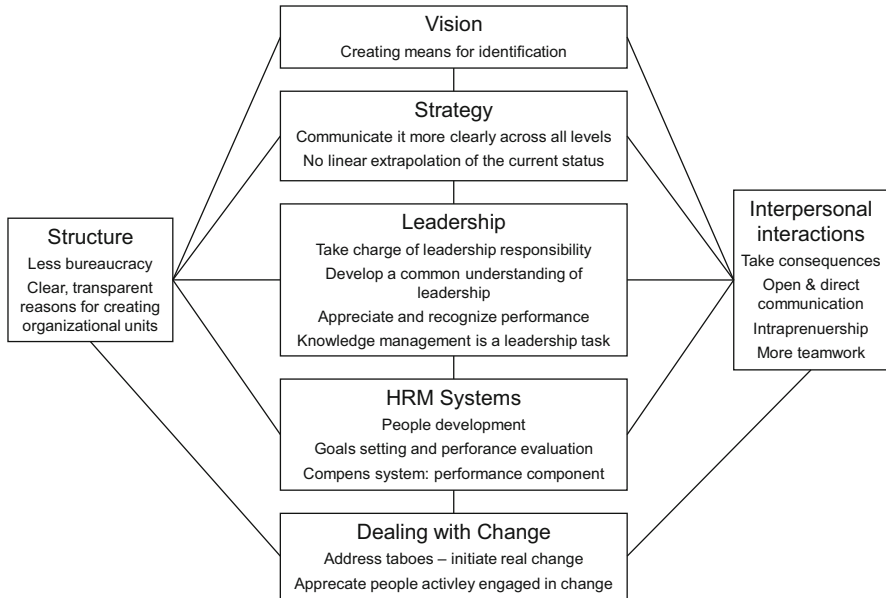 Vision
Creating means for identification
Strategy
Communicate it more clearly across all levels
No linear extrapolation of the current status
Structure
Less bureaucracy
Clear, transparent
reasons for creating
organizational units
Leadership
Take charge of leadership responsibility
Develop a common understanding of
leadership
Appreciate and recognize performance
Knowledge management is a leadership task
Interpersonal
interactions
Take consequences
Open & direct
communication
Intraprenuership
More teamwork
HRM Systems
People development
Goals setting and perforance evaluation
Compens system: performance component
Dealing with Change
Address taboes – initiate real change
Apprecate people activley engaged in change